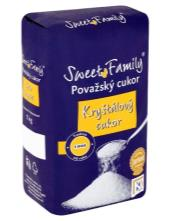 Sweet Family
Považský cukor
Kryštálový
cukor